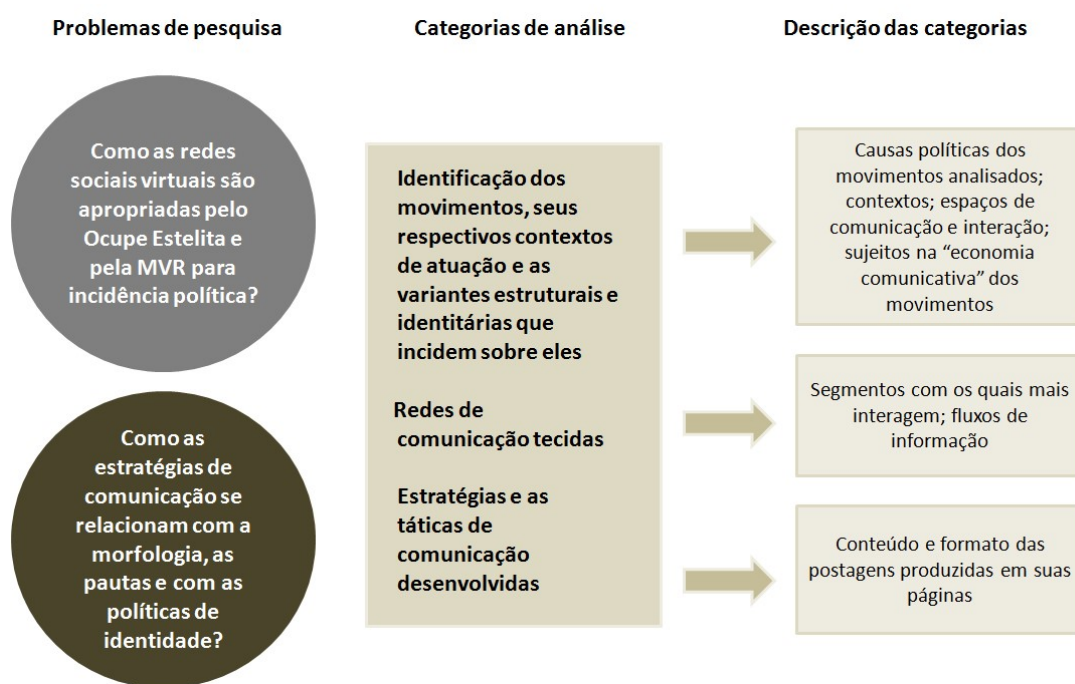 Problemas de pesquisa
Categorias de análise
Descrição das categorias
Como as redes
sociais virtuais são
apropriadas pelo
Ocupe Estelita e
pela MVR para
incidência política?
Como as
estratégias de
comunicação se
relacionam com a
morfologia, as
pautas e com as
políticas de
identidade?
Identificação dos
movimentos, seus
respectivos contextos
de atuação e as
variantes estruturais e
identitárias que
incidem sobre eles
Redes de
comunicação tecidas
Estratégias e as
táticas de
comunicação
desenvolvidas
Causas políticas dos
movimentos analisados;
contextos; espaços de
comunicação e interação;
sujeitos na “economia
comunicativa” dos
movimentos
Segmentos com os quais mais
interagem; fluxos de
informação
Conteúdo e formato das
postagens produzidas em suas
páginas